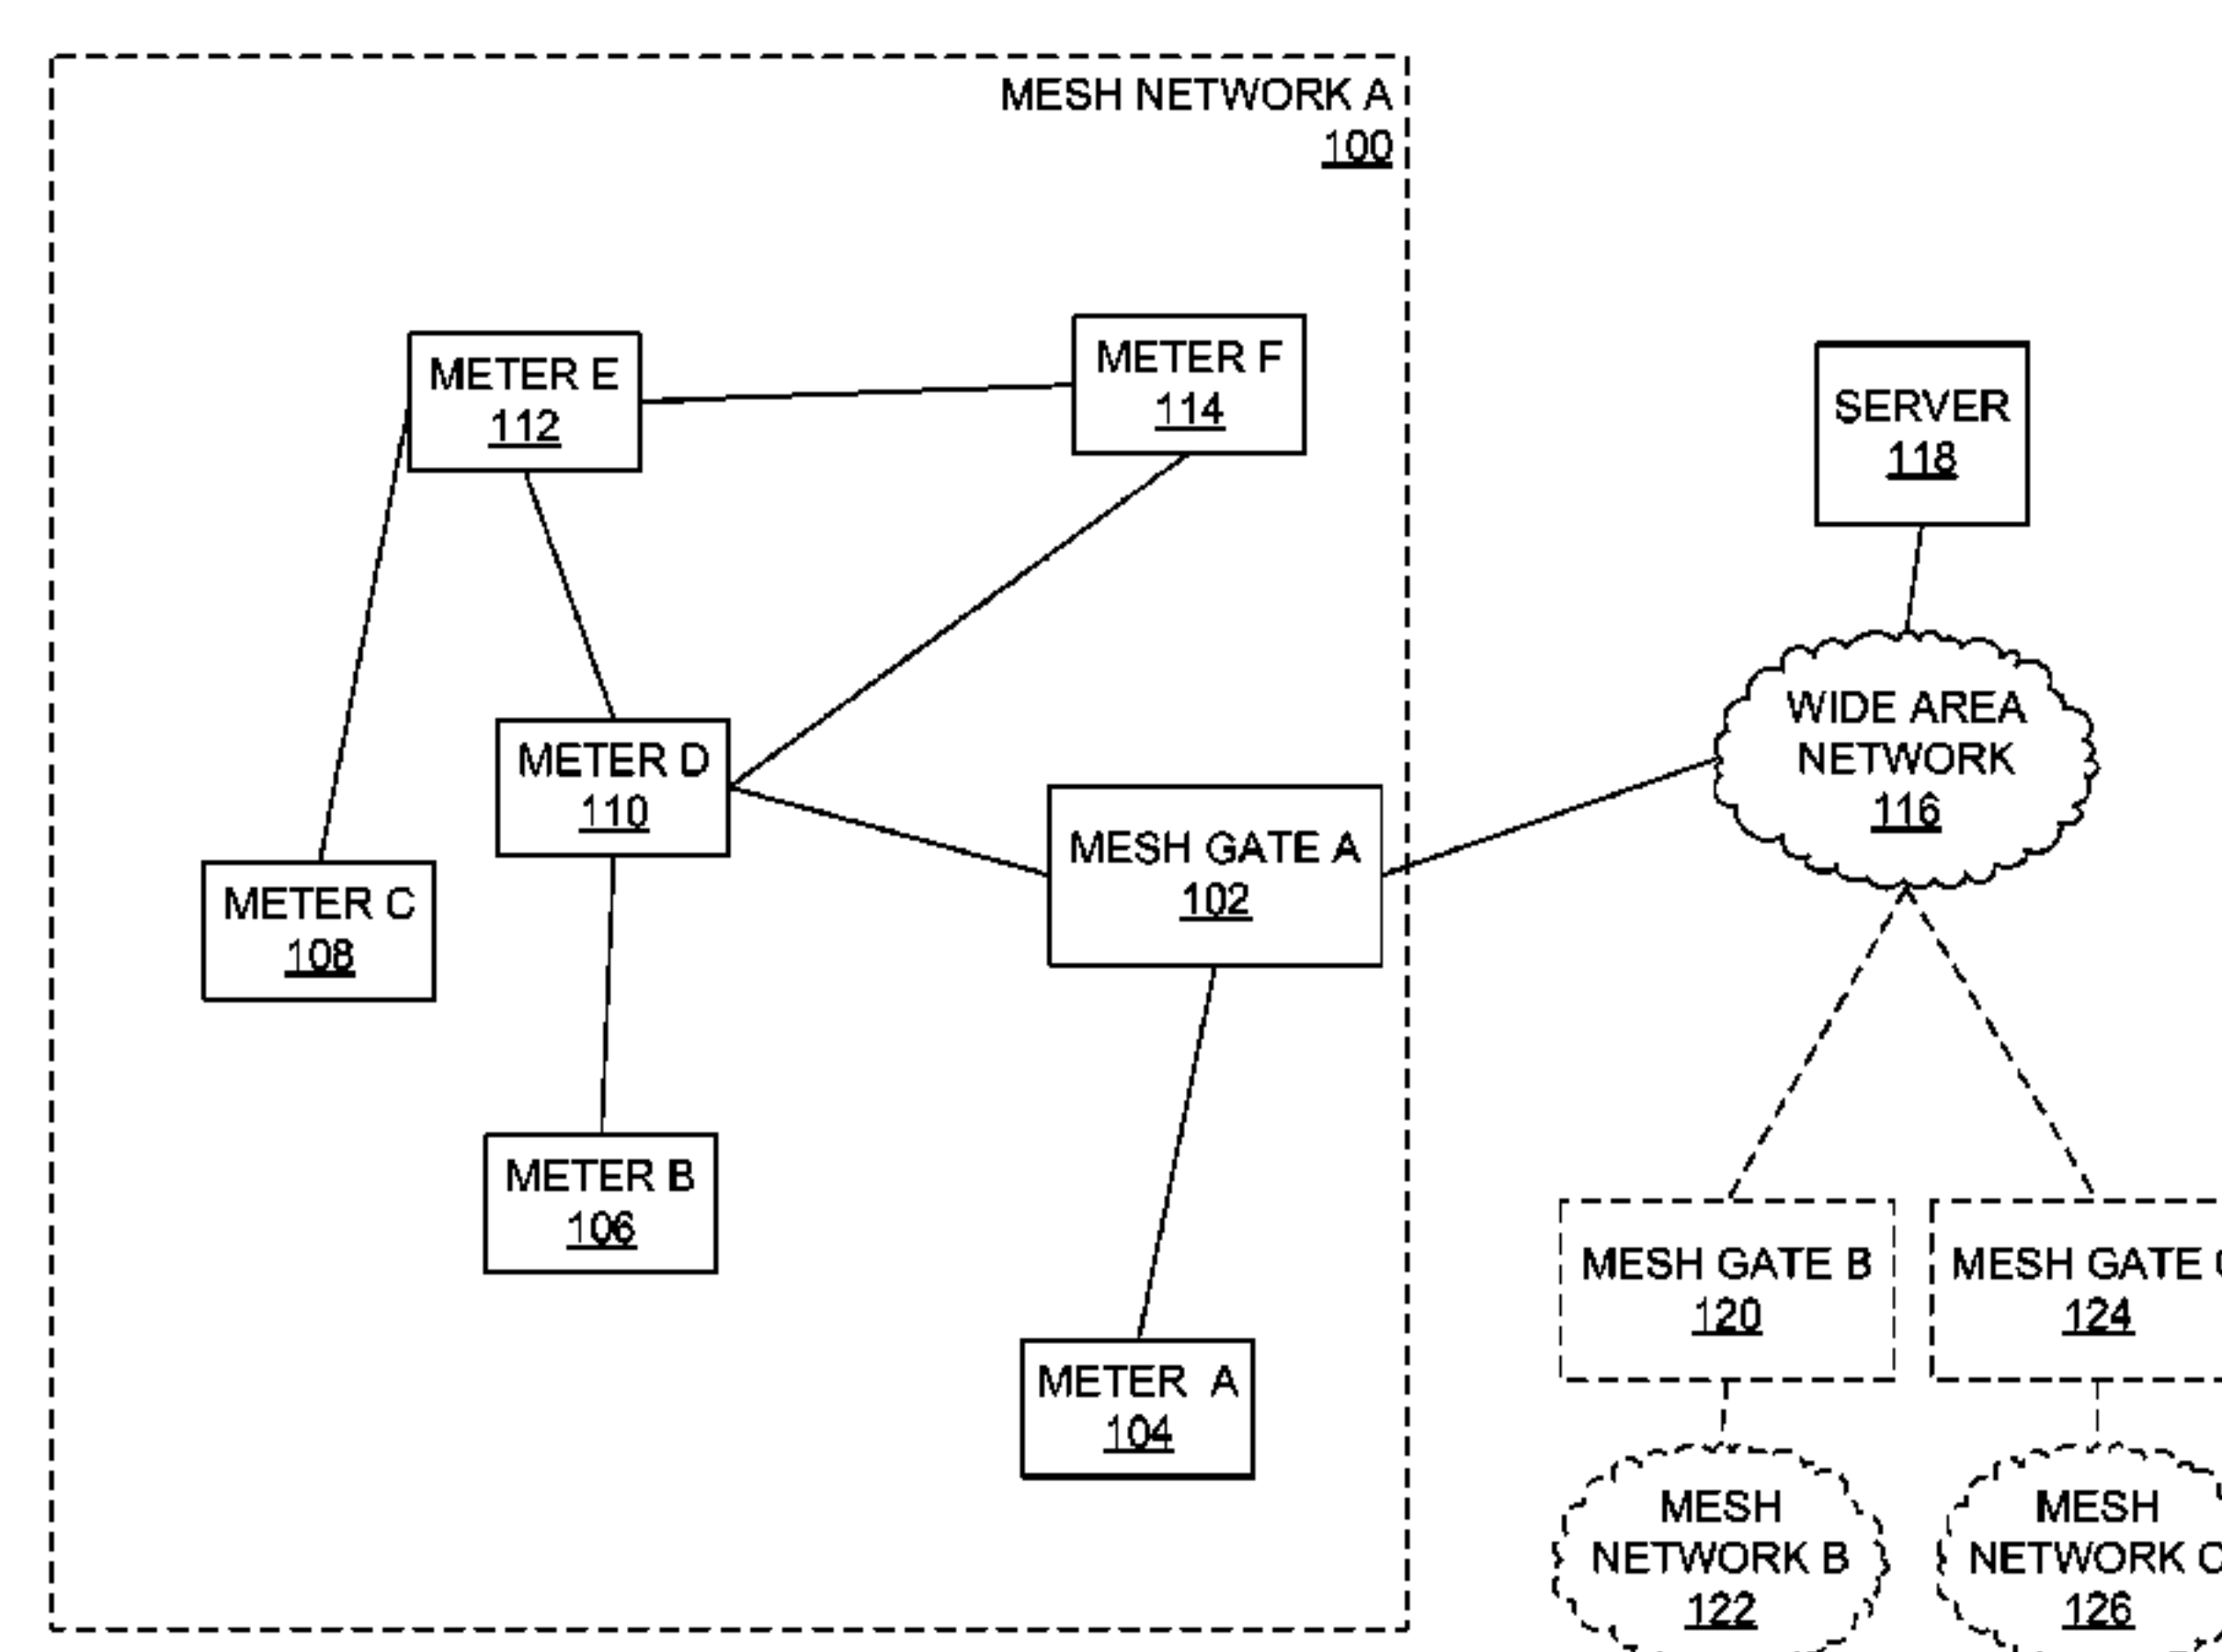 MESH NETWORK A
100
METER E
112
METER F
114
SERVER
118
WIDE AREA
NETWORK
116
METER D
110
MESH GATE A
102
METER C
108
METER B
106
METER A
104
MESH GATE B
120
MESH GATE
124
MESH
NETWORK B
122
MESH
NETWORK C
126